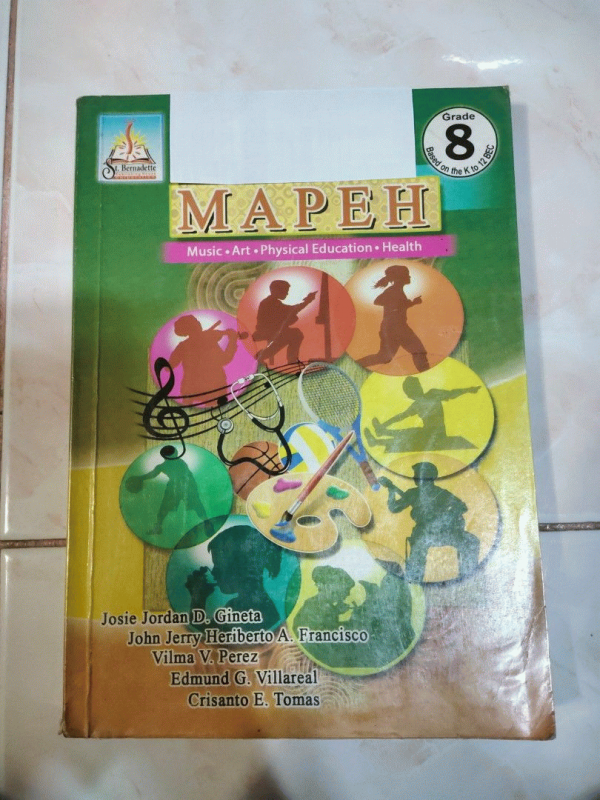 St. Bernadette
Grade
8
Based on the K to 12 BEC
MAPEH
Music • Art • Physical Education • Health
Josie Jordan D. Gineta
John Jerry Heriberto A. Francisco
Vilma V. Perez
Edmund G. Villareal
Crisanto E. Tomas